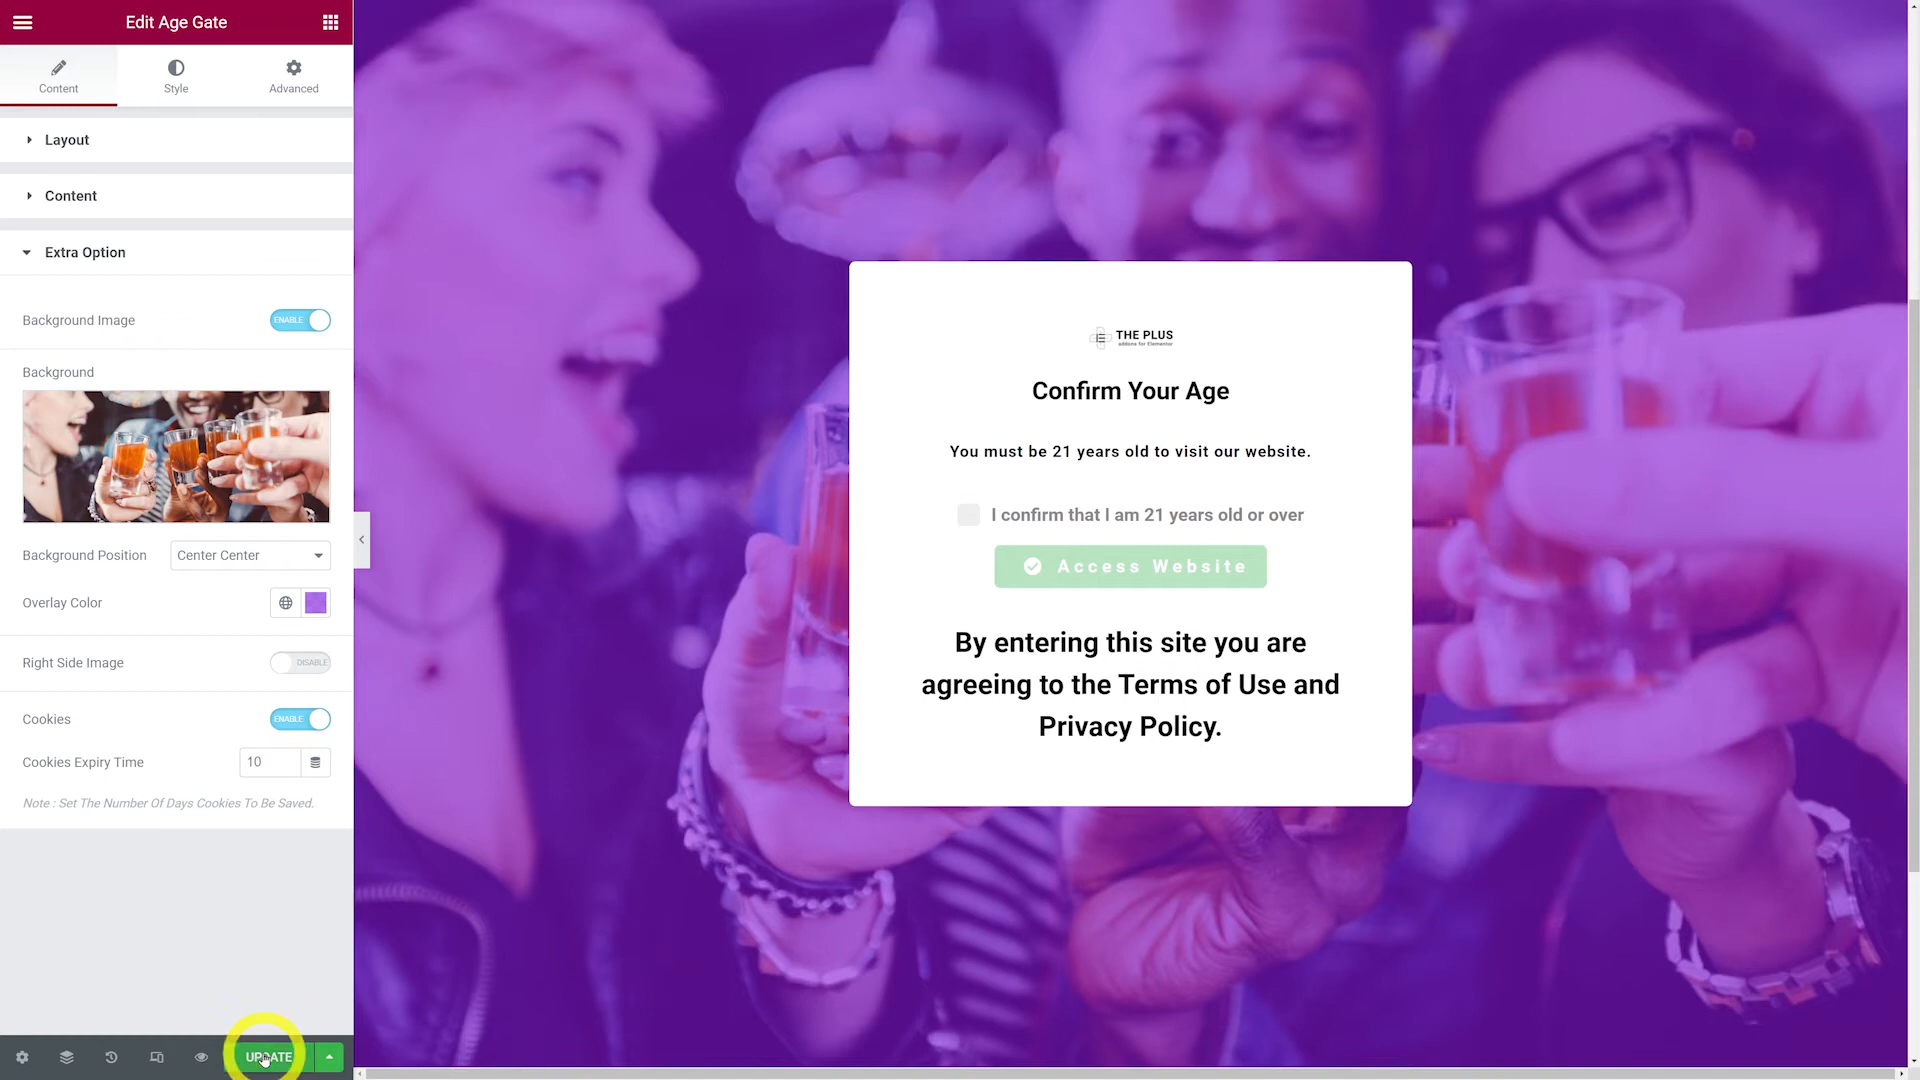 Edit Age Gate
Content
Style
Advanced
Layout
Content
Extra Option
Background Image
ENABLE
Background
Background Position
Center Center
Overlay Color
Right Side Image
DISABLE
Cookies
ENABLE
Cookies Expiry Time
10
Note : Set The Number Of Days Cookies To Be Saved.
UPDATE
THE PLUS
addons for Elementor
Confirm Your Age
You must be 21 years old to visit our website.
I confirm that I am 21 years old or over
Access Website
By entering this site you are
agreeing to the Terms of Use and
Privacy Policy.